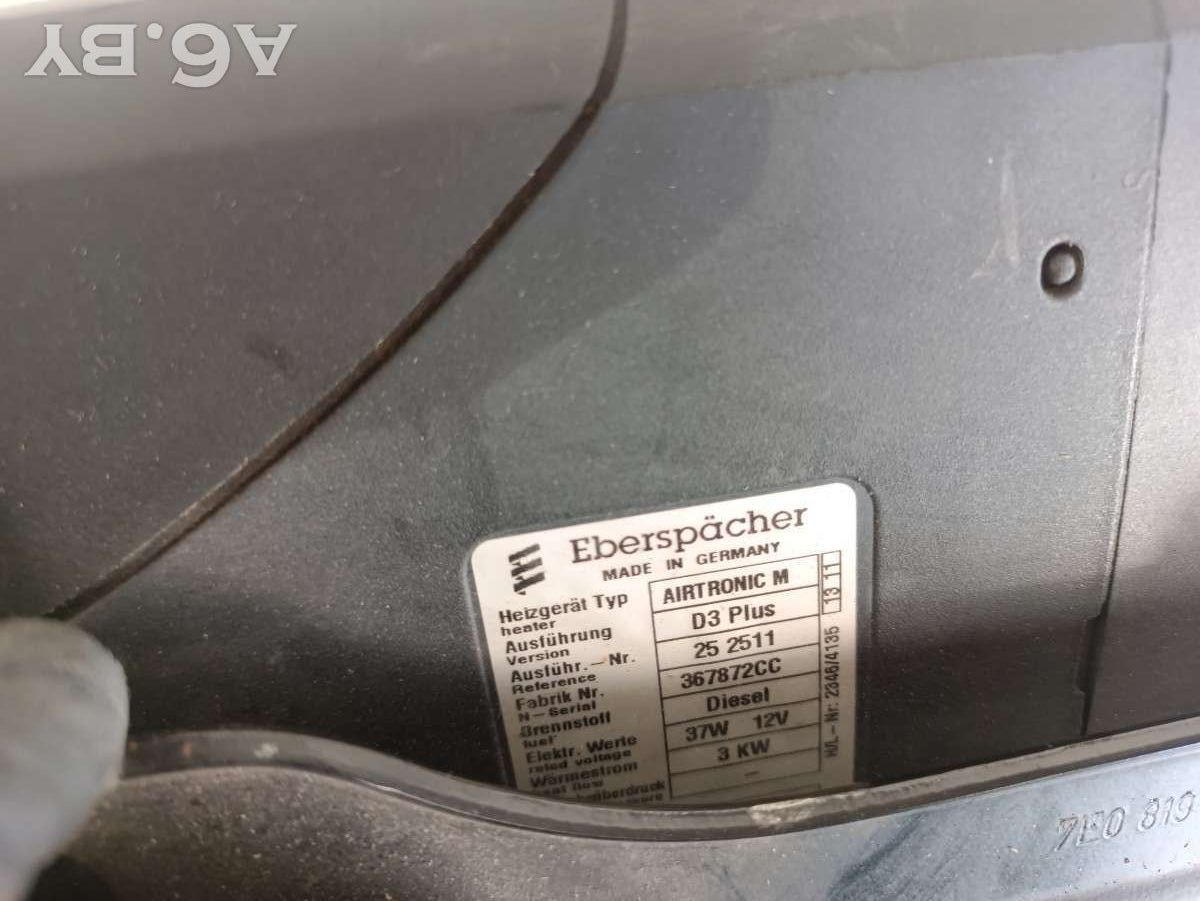 A6.BY
Eberspächer
MADE IN GERMANY
Heizgerät Typ AIRTRONIC M
heater
Ausführung D3 Plus
Version
Ausführ.-Nr. 25 2511
Reference
Fabrik Nr. 367872CC
N-Serial
Brennstoff Diesel
fuel
Elektr. Werte 37W 12V
rated voltage
Wärmestrom 3 KW
heat flow
–
H/L.-Nr: 2346/4135 13 11
7E0 819